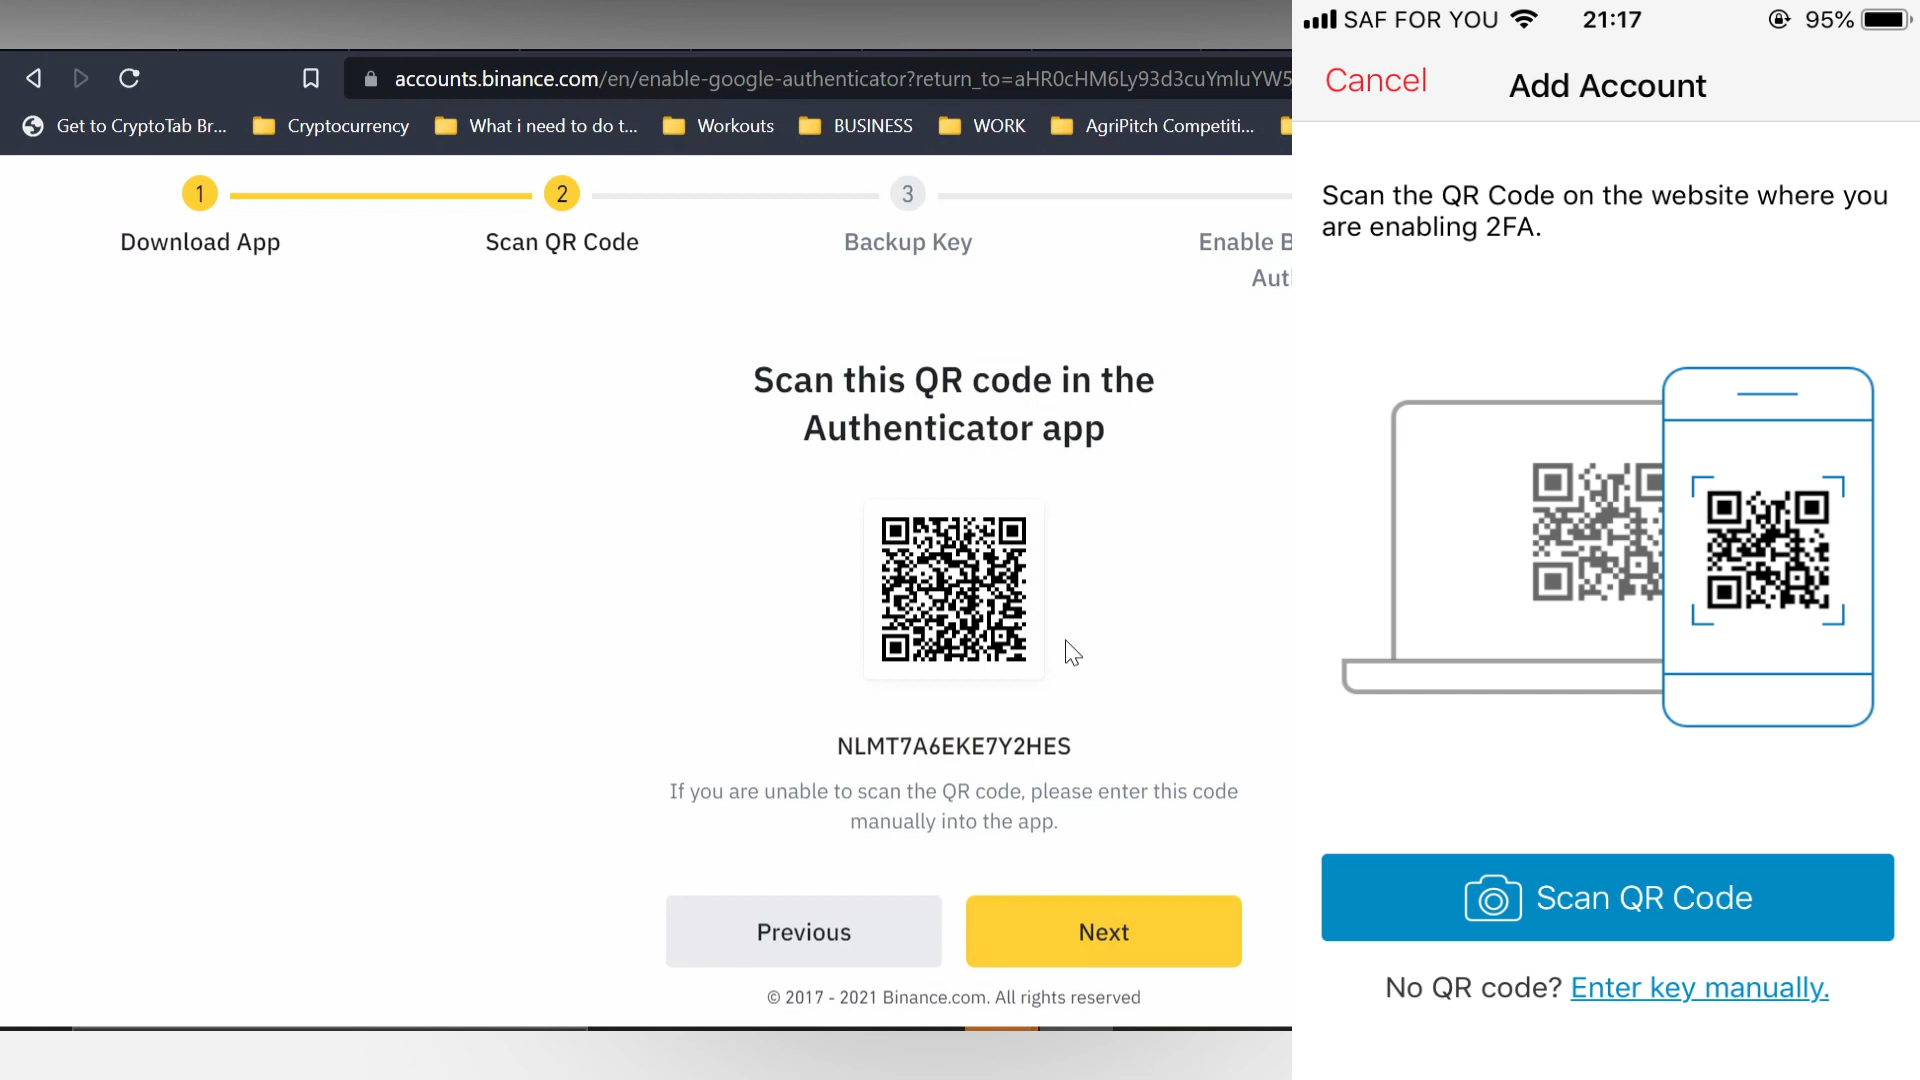 accounts.binance.com/en/enable-google-authenticator?return_to=aHR0cHM6Ly93d3cuYmluYW5
Get to CryptoTab Br...
Cryptocurrency
What i need to do t...
Workouts
BUSINESS
WORK
AgriPitch Competiti...
1
2
3
Download App
Scan QR Code
Backup Key
Enable B
Aut
Scan this QR code in the
Authenticator app
NLMT7A6EKE7Y2HES
If you are unable to scan the QR code, please enter this code
manually into the app.
Previous
Next
© 2017 - 2021 Binance.com. All rights reserved
SAF FOR YOU
21:17
95%
Cancel
Add Account
Scan the QR Code on the website where you
are enabling 2FA.
Scan QR Code
No QR code? Enter key manually.